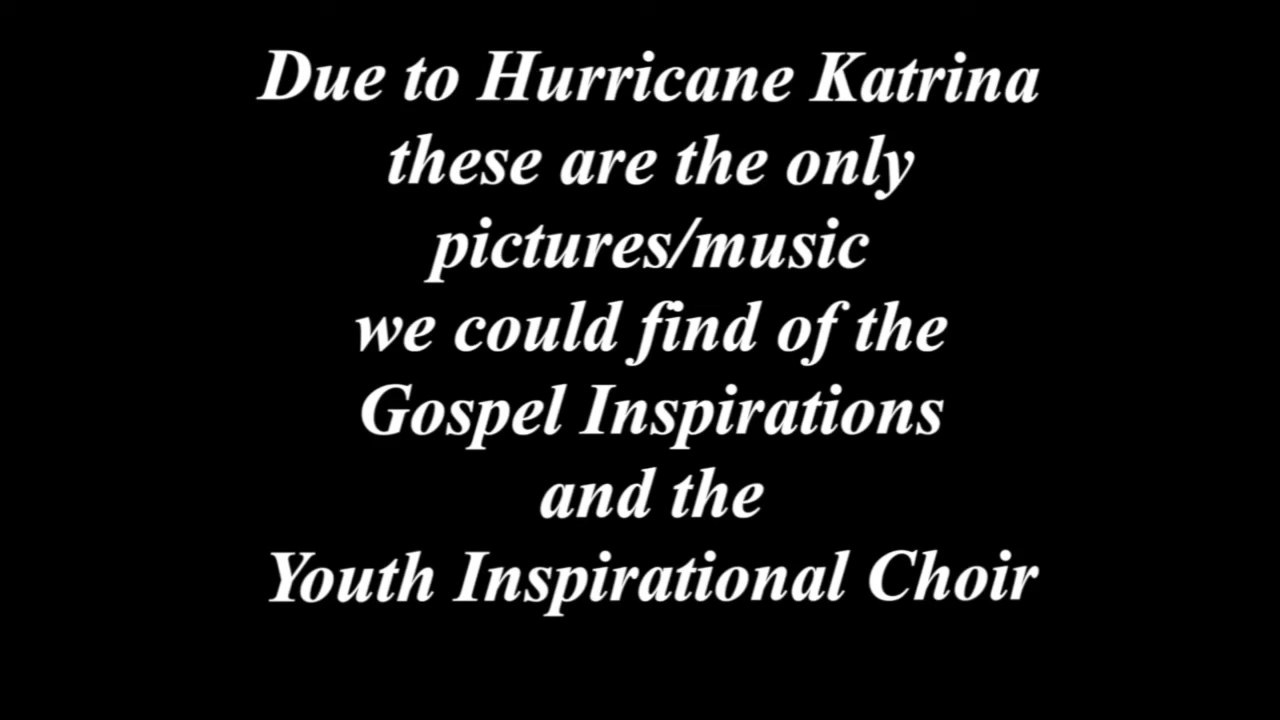 Due to Hurricane Katrina
these are the only
pictures/music
we could find of the
Gospel Inspirations
and the
Youth Inspirational Choir